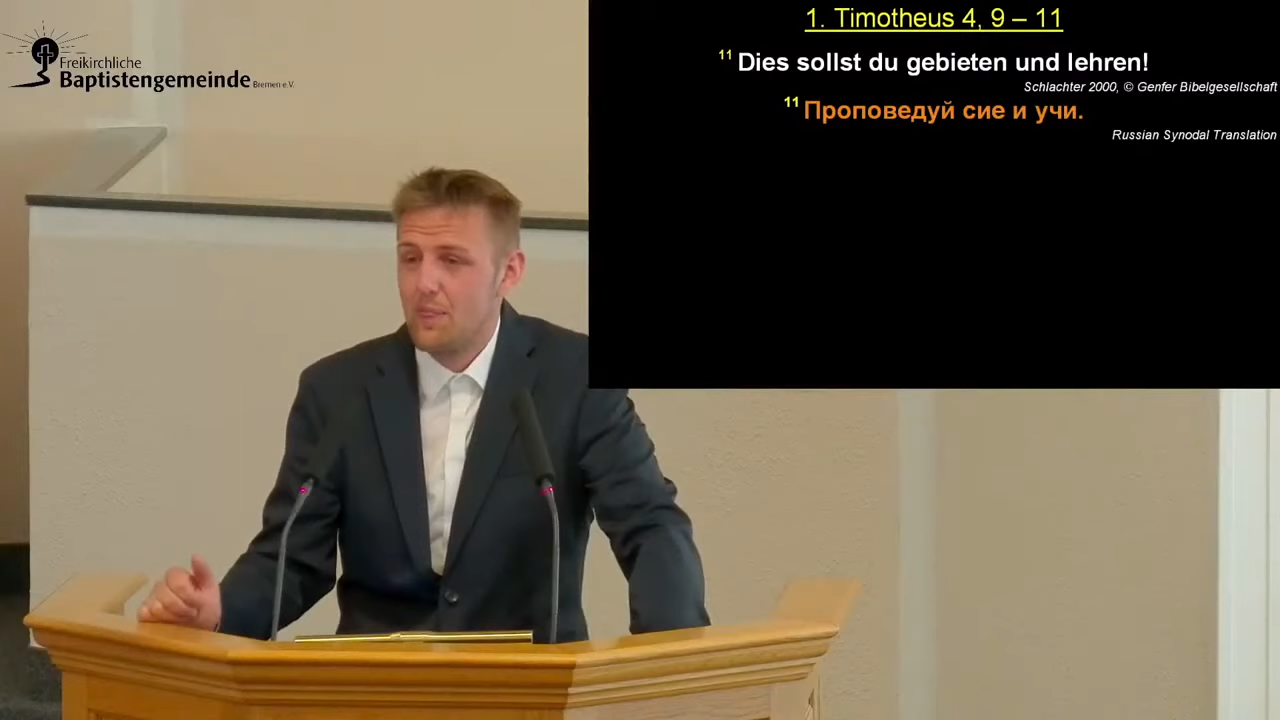 Freikirchliche
Baptistengemeinde Bremen e.V.
1. Timotheus 4, 9 – 11
11 Dies sollst du gebieten und lehren!
Schlachter 2000, © Genfer Bibelgesellschaft
11 Проповедуй сие и учи.
Russian Synodal Translation